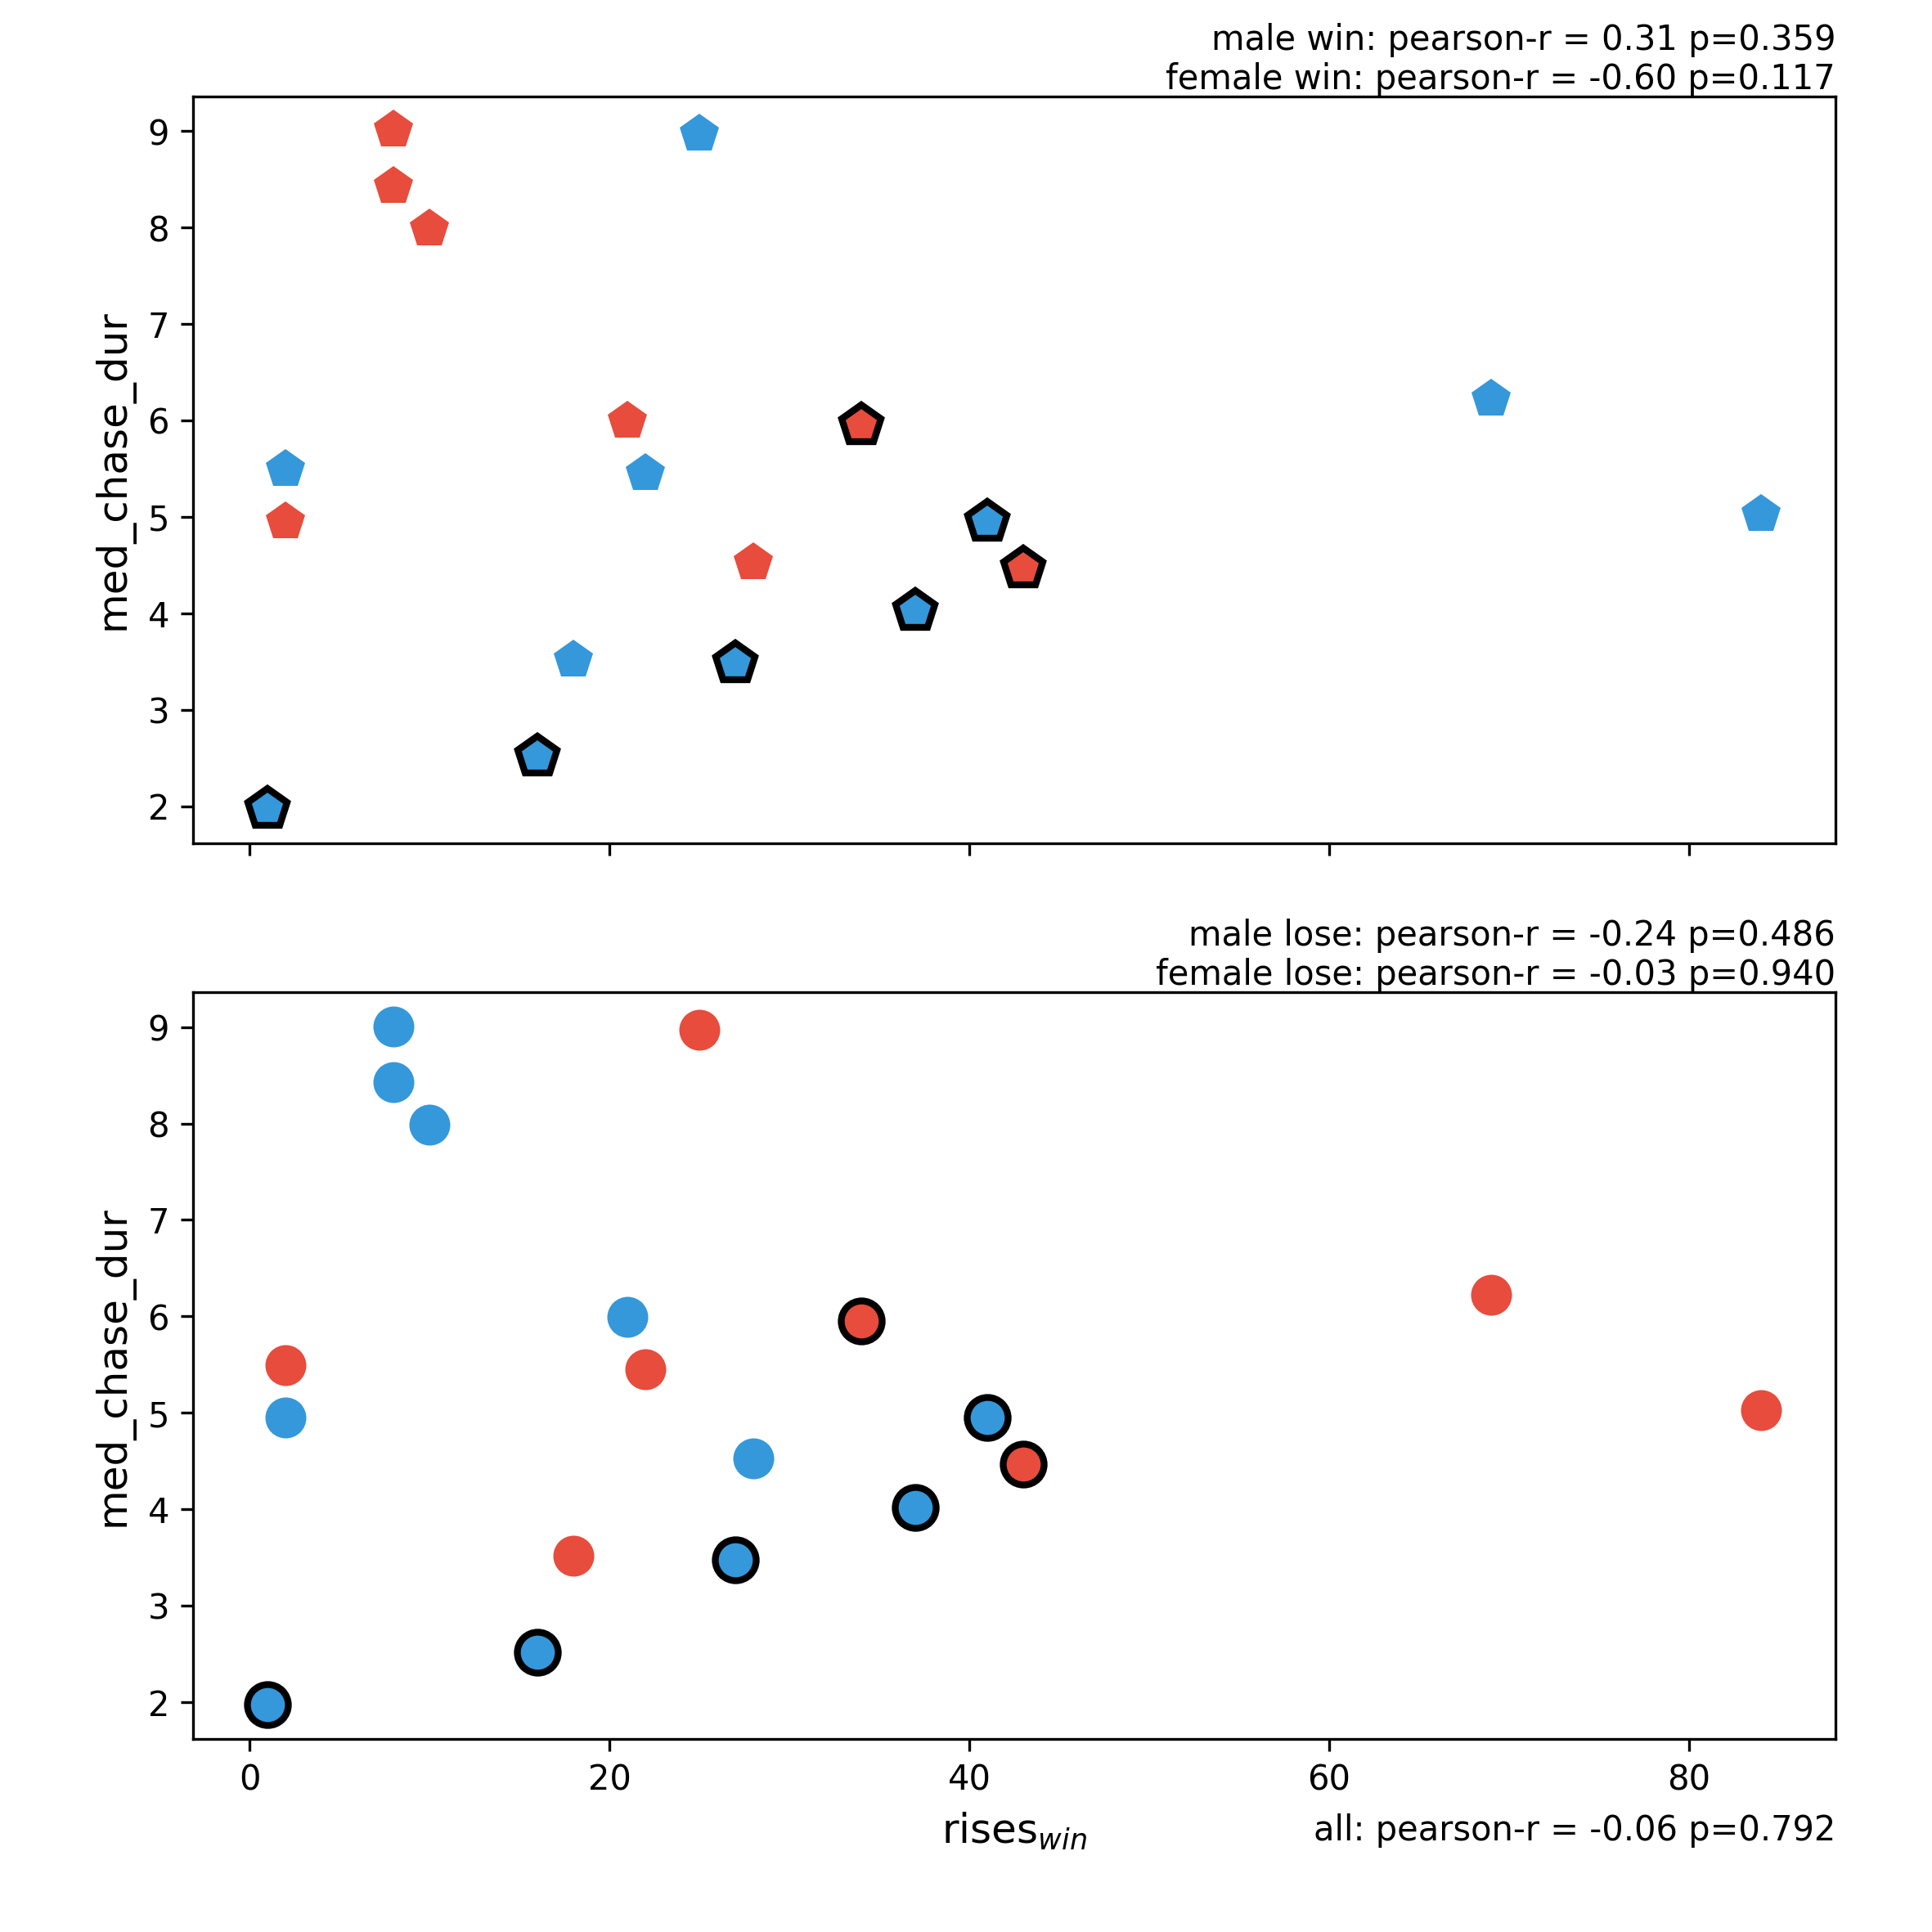 male win: pearson-r = 0.31 p=0.359
female win: pearson-r = -0.60 p=0.117
9
8
7
6
5
4
3
2
med_chase_dur
male lose: pearson-r = -0.24 p=0.486
female lose: pearson-r = -0.03 p=0.940
9
8
7
6
5
4
3
2
med_chase_dur
0 20 40 60 80
rises_win
all: pearson-r = -0.06 p=0.792